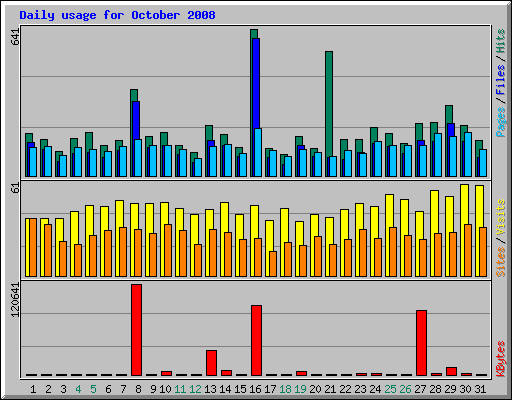 Daily usage for October 2008
641
Pages / Files / Hits
61
Sites / Visits
120641
KBytes
1 2 3 4 5 6 7 8 9 10 11 12 13 14 15 16 17 18 19 20 21 22 23 24 25 26 27 28 29 30 31